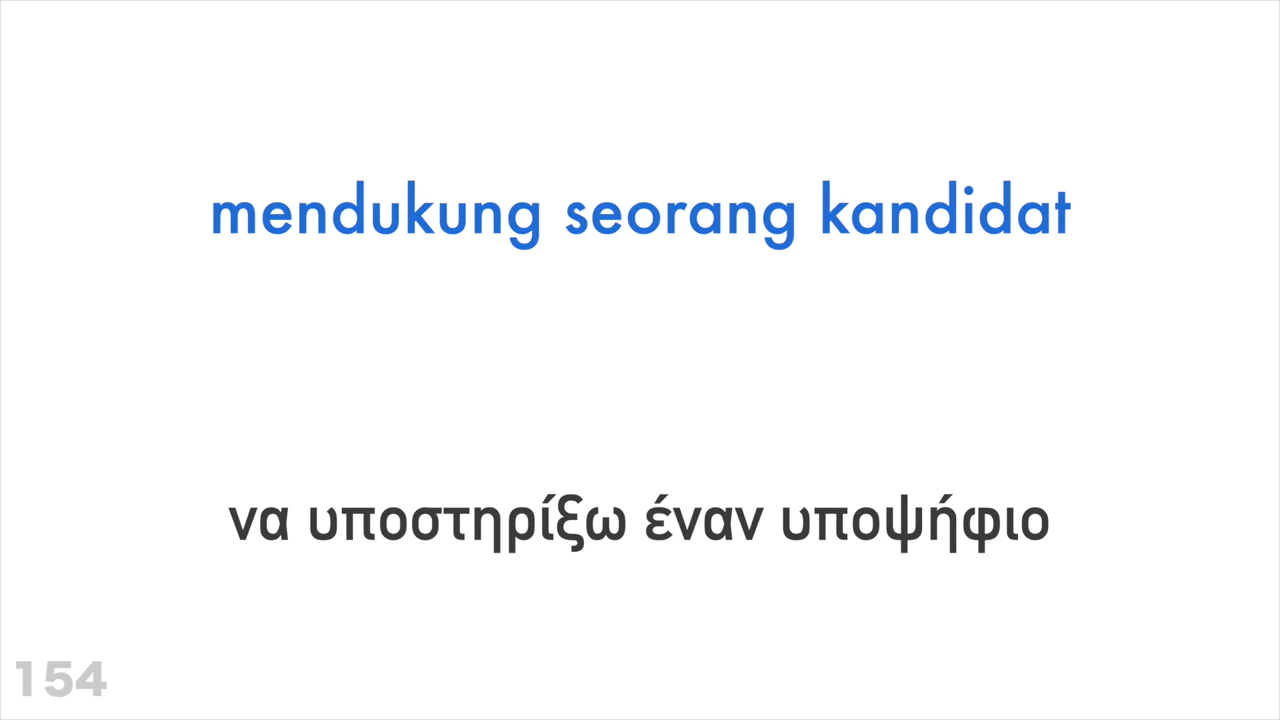 mendukung seorang kandidat
να υποστηρίξω έναν υποψήφιο
154